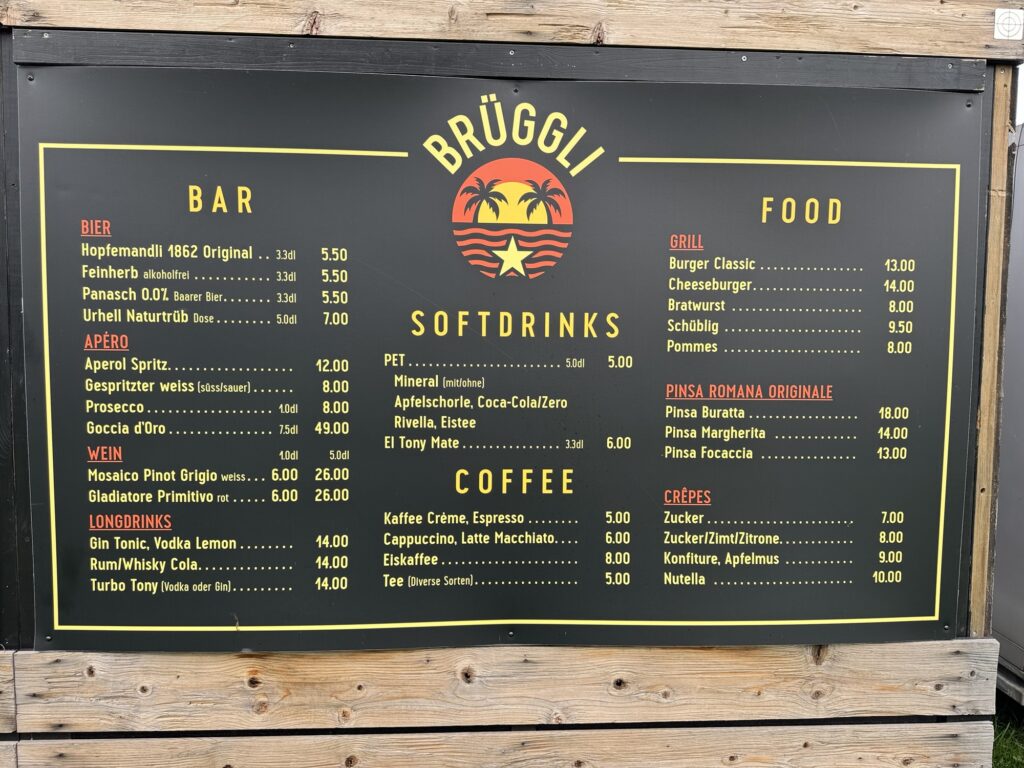 BRÜGGLI
BAR
BIER
Hopfemandli 1862 Original .. 3.3dl 5.50
Feinherb alkoholfrei ........... 3.3dl 5.50
Panasch 0.0% Baarer Bier....... 3.3dl 5.50
Urhell Naturtrüb Dose ........ 5.0dl 7.00
APÉRO
Aperol Spritz.................. 12.00
Gespritzter weiss (süss/sauer) ...... 8.00
Prosecco.................. 1.0dl 8.00
Goccia d'Oro ............... 7.5dl 49.00
WEIN 1.0dl 5.0dl
Mosaico Pinot Grigio weiss... 6.00 26.00
Gladiatore Primitivo rot ..... 6.00 26.00
LONGDRINKS
Gin Tonic, Vodka Lemon ........ 14.00
Rum/Whisky Cola............. 14.00
Turbo Tony (Vodka oder Gin)......... 14.00
SOFTDRINKS
PET...................... 5.0dl 5.00
Mineral (mit/ohne)
Apfelschorle, Coca-Cola/Zero
Rivella, Eistee
El Tony Mate ............... 3.3dl 6.00
COFFEE
Kaffee Crème, Espresso ........ 5.00
Cappuccino, Latte Macchiato.... 6.00
Eiskaffee .................... 8.00
Tee (Diverse Sorten)............... 5.00
FOOD
GRILL
Burger Classic ............... 13.00
Cheeseburger................ 14.00
Bratwurst .................... 8.00
Schüblig .................... 9.50
Pommes .................... 8.00
PINSA ROMANA ORIGINALE
Pinsa Buratta ................ 18.00
Pinsa Margherita ............ 14.00
Pinsa Focaccia .............. 13.00
CRÊPES
Zucker ..................... 7.00
Zucker/Zimt/Zitrone........... 8.00
Konfiture, Apfelmus .......... 9.00
Nutella .................... 10.00